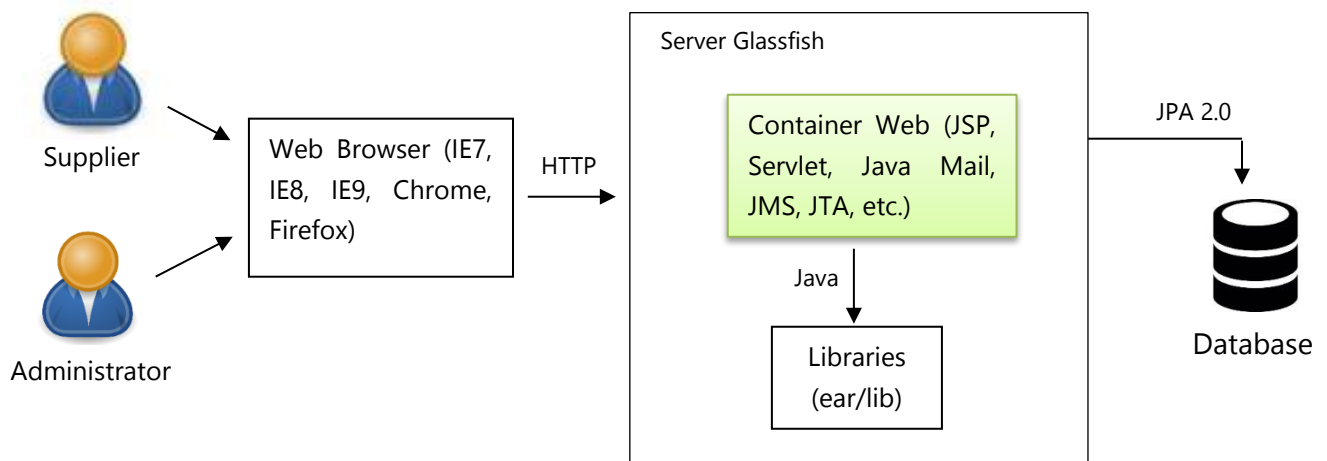 Supplier
Administrator
Web Browser (IE7,
IE8, IE9, Chrome,
Firefox)
HTTP
Server Glassfish
Container Web (JSP,
Servlet, Java Mail,
JMS, JTA, etc.)
Java
Libraries
(ear/lib)
JPA 2.0
Database